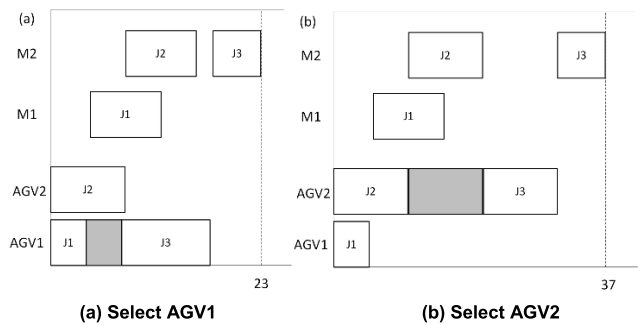 (a)
M2
J2
J3
M1
J1
AGV2
J2
AGV1
J1
J3
23
(a) Select AGV1
(b)
M2
J2
J3
M1
J1
AGV2
J2
J3
AGV1
J1
37
(b) Select AGV2